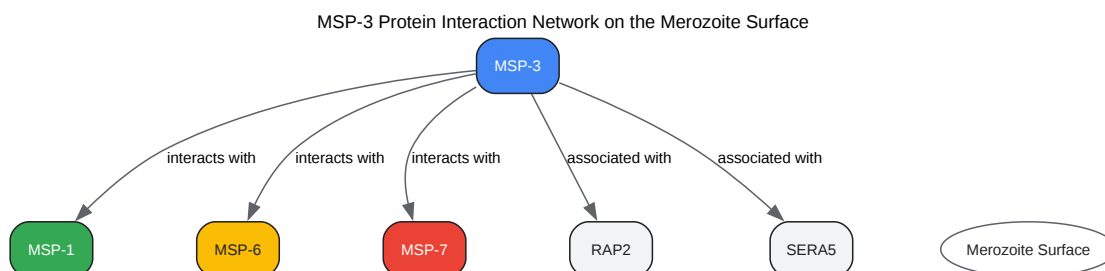 MSP-3 Protein Interaction Network on the Merozoite Surface
MSP-3
interacts with
interacts with
interacts with
associated with
associated with
MSP-1
MSP-6
MSP-7
RAP2
SERA5
Merozoite Surface